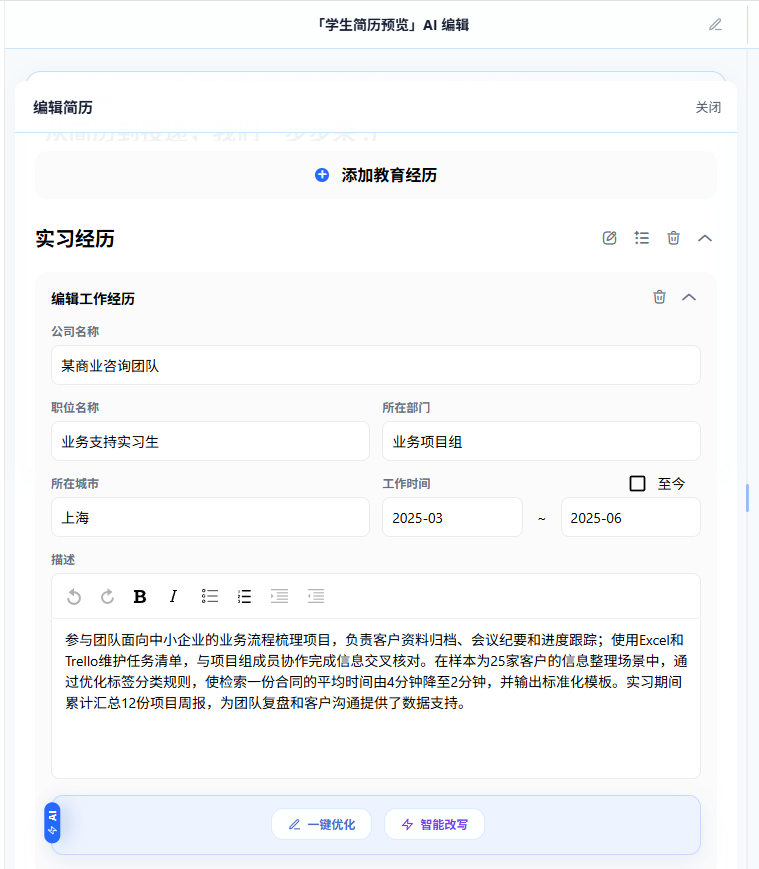 「学生简历预览」AI 编辑
编辑简历
关闭
添加教育经历
实习经历
编辑工作经历
公司名称
某商业咨询团队
职位名称
所在部门
业务支持实习生
业务项目组
所在城市
工作时间
至今
上海
2025-03
~
2025-06
描述
B I
参与团队面向中小企业的业务流程梳理项目，负责客户资料归档、会议纪要和进度跟踪；使用Excel和
Trello维护任务清单，与项目组成员协作完成信息交叉核对。在样本为25家客户的信息整理场景中，通
过优化标签分类规则，使检索一份合同的平均时间由4分钟降至2分钟，并输出标准化模板。实习期间
累计汇总12份项目周报，为团队复盘和客户沟通提供了数据支持。
AI
一键优化
智能改写